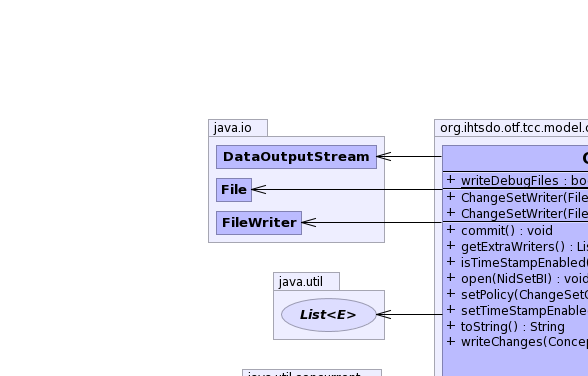 java.io
DataOutputStream
File
FileWriter
java.util
List<E>
java.util.concurrent
org.ihtsdo.otf.tcc.model.
+ writeDebugFiles : boo
+ ChangeSetWriter(File
+ ChangeSetWriter(File
+ commit() : void
+ getExtraWriters() : Lis
+ isTimeStampEnabled(
+ open(NidSetBI) : void
+ setPolicy(ChangeSetG
+ setTimeStampEnable
+ toString() : String
+ writeChanges(Concep